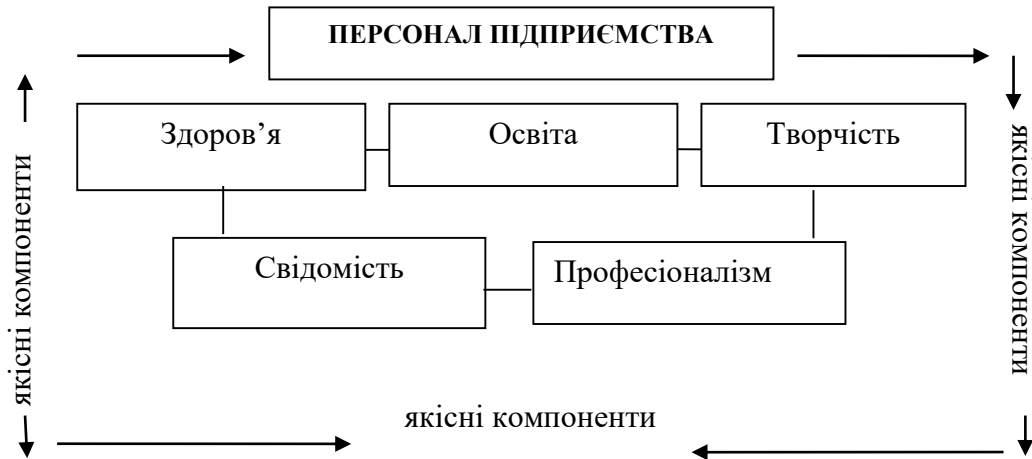 ПЕРСОНАЛ ПІДПРИЄМСТВА
Здоров’я
Освіта
Творчість
Свідомість
Професіоналізм
якісні компоненти
якісні компоненти
якісні компоненти